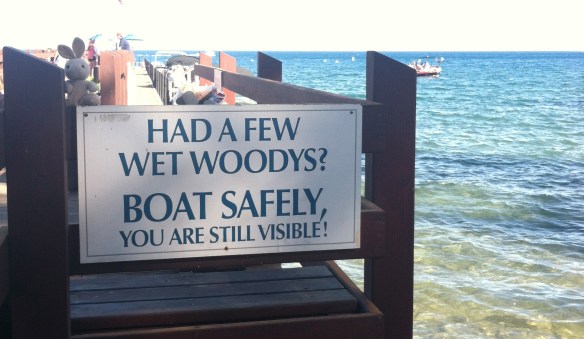 HAD A FEW
WET WOODYS?
BOAT SAFELY,
YOU ARE STILL VISIBLE!